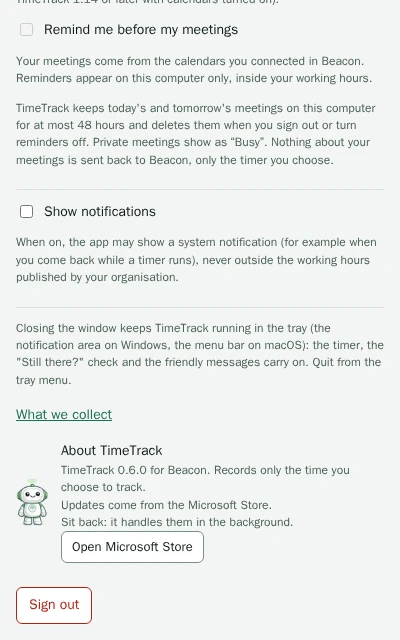 TimeTrack 1.14 or later with calendars turned on).
Remind me before my meetings
Your meetings come from the calendars you connected in Beacon.
Reminders appear on this computer only, inside your working hours.
TimeTrack keeps today's and tomorrow's meetings on this computer
for at most 48 hours and deletes them when you sign out or turn
reminders off. Private meetings show as “Busy”. Nothing about your
meetings is sent back to Beacon, only the timer you choose.
Show notifications
When on, the app may show a system notification (for example when
you come back while a timer runs), never outside the working hours
published by your organisation.
Closing the window keeps TimeTrack running in the tray (the
notification area on Windows, the menu bar on macOS): the timer, the
"Still there?" check and the friendly messages carry on. Quit from the
tray menu.
What we collect
About TimeTrack
TimeTrack 0.6.0 for Beacon. Records only the time you
choose to track.
Updates come from the Microsoft Store.
Sit back: it handles them in the background.
Open Microsoft Store
Sign out